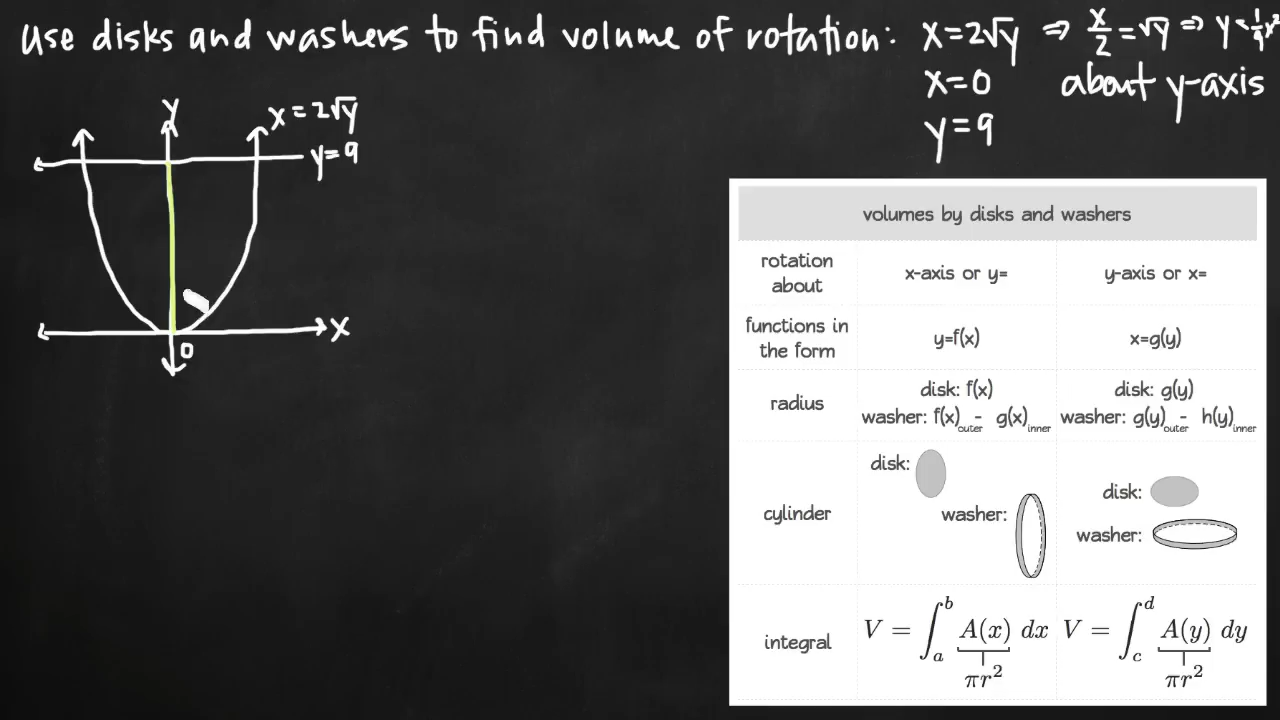 use disks and washers to find volume of rotation: x=2√y ⇒ x/2=√y ⇒ y=1/4x²
x=0 about y-axis
y=9
y
x=2√y
y=9
x
0
volumes by disks and washers
rotation about x-axis or y= y-axis or x=
functions in the form y=f(x) x=g(y)
radius disk: f(x) disk: g(y)
washer: f(x)outer - g(x)inner washer: g(y)outer - h(y)inner
cylinder disk: disk:
washer: washer:
integral V = ∫ₐᵇ A(x) dx V = ∫꜀ᵈ A(y) dy
πr² πr²